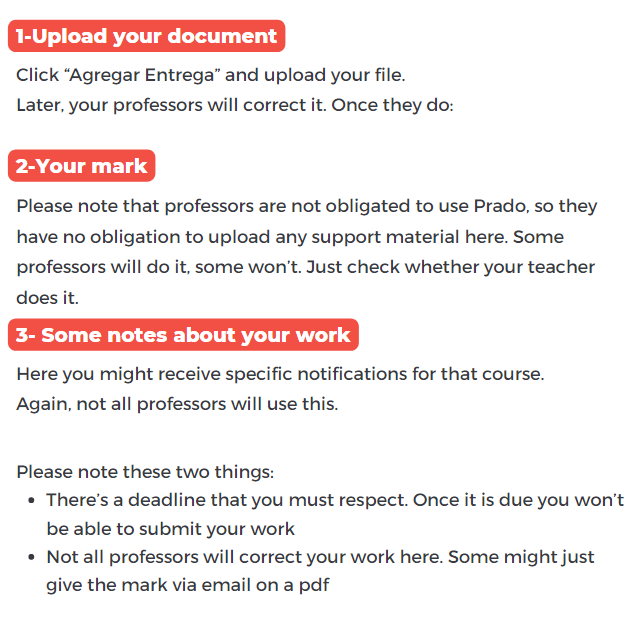 1-Upload your document
Click “Agregar Entrega” and upload your file.
Later, your professors will correct it. Once they do:
2-Your mark
Please note that professors are not obligated to use Prado, so they
have no obligation to upload any support material here. Some
professors will do it, some won’t. Just check whether your teacher
does it.
3- Some notes about your work
Here you might receive specific notifications for that course.
Again, not all professors will use this.
Please note these two things:
• There’s a deadline that you must respect. Once it is due you won’t
be able to submit your work
• Not all professors will correct your work here. Some might just
give the mark via email on a pdf